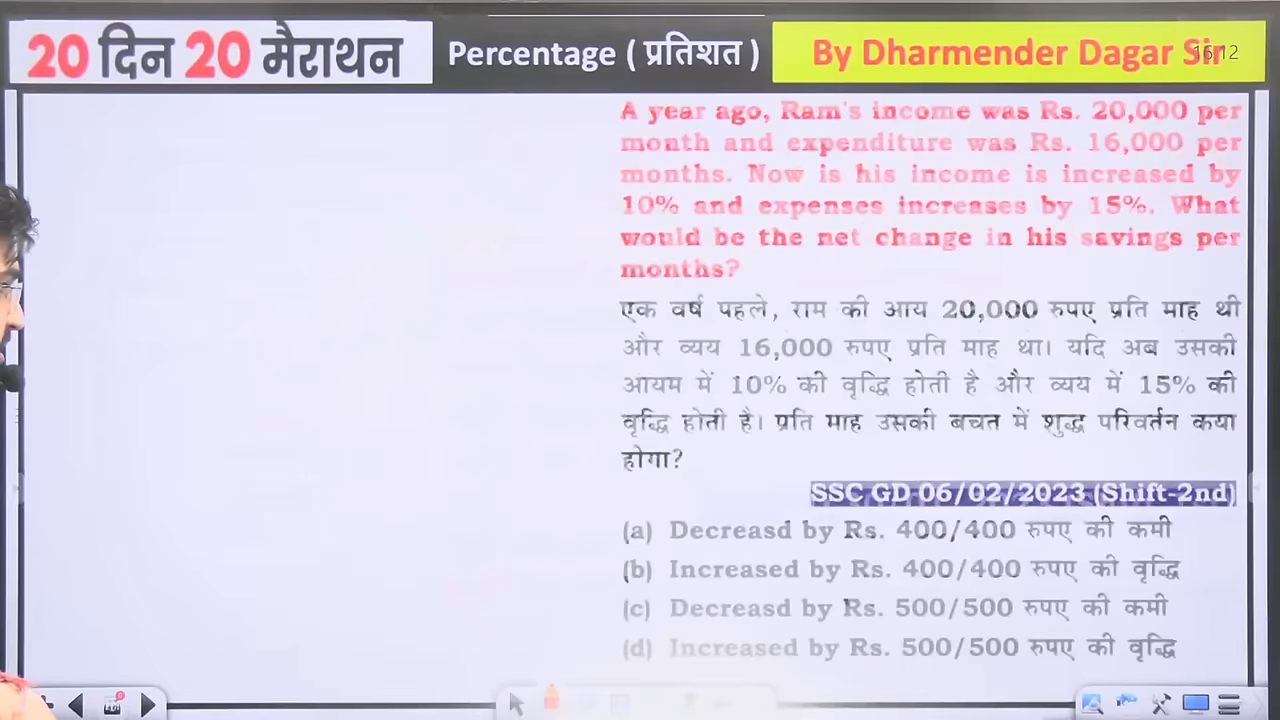 20 दिन 20 मैराथन Percentage ( प्रतिशत ) By Dharmender Dagar Sir 16:12
A year ago, Ram's income was Rs. 20,000 per
month and expenditure was Rs. 16,000 per
months. Now is his income is increased by
10% and expenses increases by 15%. What
would be the net change in his savings per
months?
एक वर्ष पहले, राम की आय 20,000 रुपए प्रति माह थी
और व्यय 16,000 रुपए प्रति माह था। यदि अब उसकी
आयम में 10% की वृद्धि होती है और व्यय में 15% की
वृद्धि होती है। प्रति माह उसकी बचत में शुद्ध परिवर्तन कया
होगा?
SSC GD 06/02/2023 (Shift-2nd)
(a) Decreasd by Rs. 400/400 रुपए की कमी
(b) Increased by Rs. 400/400 रुपए की वृद्धि
(c) Decreasd by Rs. 500/500 रुपए की कमी
(d) Increased by Rs. 500/500 रुपए की वृद्धि